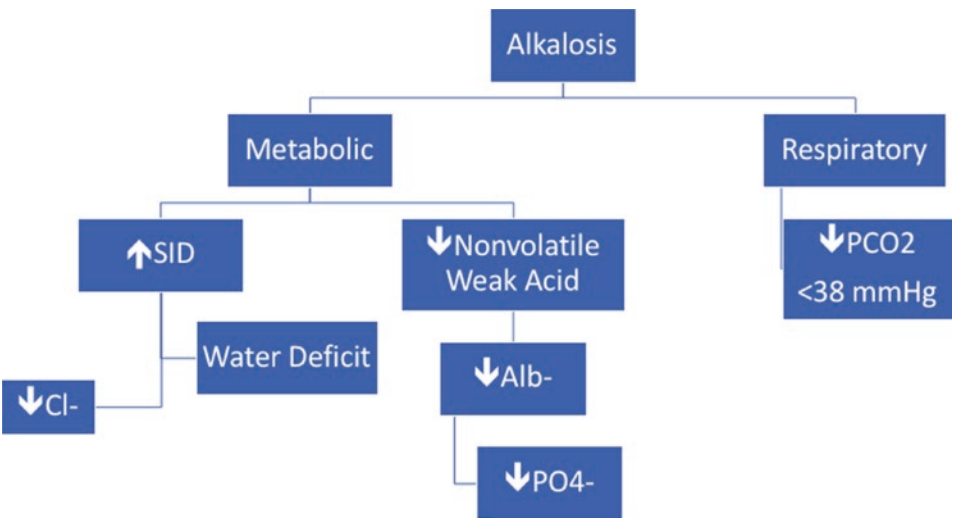 Alkalosis
Metabolic
Respiratory
↑SID
↓Nonvolatile
Weak Acid
↓PCO2
<38 mmHg
Water Deficit
↓Cl-
↓Alb-
↓PO4-